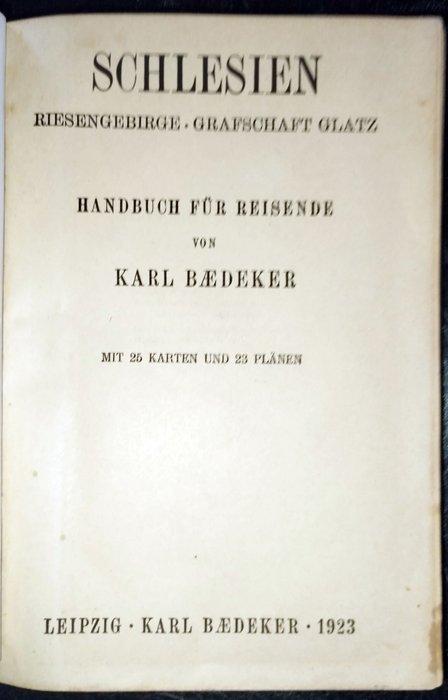 SCHLESIEN
RIESENGEBIRGE · GRAFSCHAFT GLATZ
HANDBUCH FÜR REISENDE
VON
KARL BÆDEKER
MIT 25 KARTEN UND 23 PLÄNEN
LEIPZIG · KARL BÆDEKER · 1923